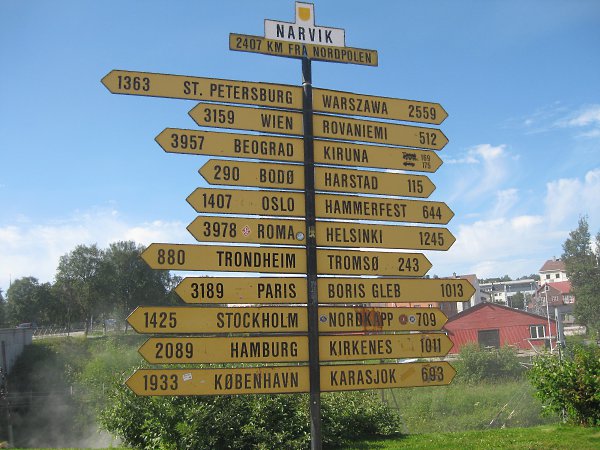 NARVIK
2407 KM FRA NORDPOLEN
1363 ST. PETERSBURG
WARSZAWA 2559
3159 WIEN
ROVANIEMI 512
3957 BEOGRAD
KIRUNA 169 175
290 BODØ
HARSTAD 115
1407 OSLO
HAMMERFEST 644
3978 ROMA
HELSINKI 1245
880 TRONDHEIM
TROMSØ 243
3189 PARIS
BORIS GLEB 1013
1425 STOCKHOLM
NORDKAPP 709
2089 HAMBURG
KIRKENES 1011
1933 KØBENHAVN
KARASJOK 693